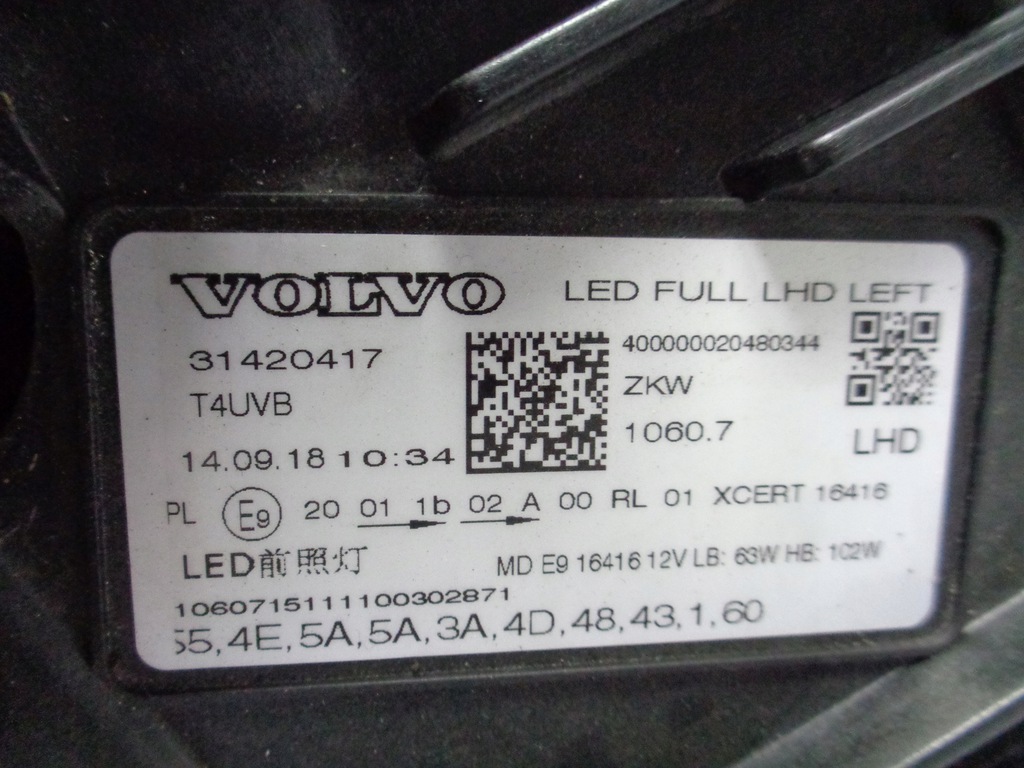 VOLVO LED FULL LHD LEFT
31420417 400000020480344
T4UVB ZKW
14.09.18 10:34 1060.7 LHD
PL E9 20 01 1b 02 A 00 RL 01 XCERT 16416
LED前照灯 MD E9 16416 12V LB: 63W HB: 102W
1060715111100302871
55,4E,5A,5A,3A,4D,48,43,1,60